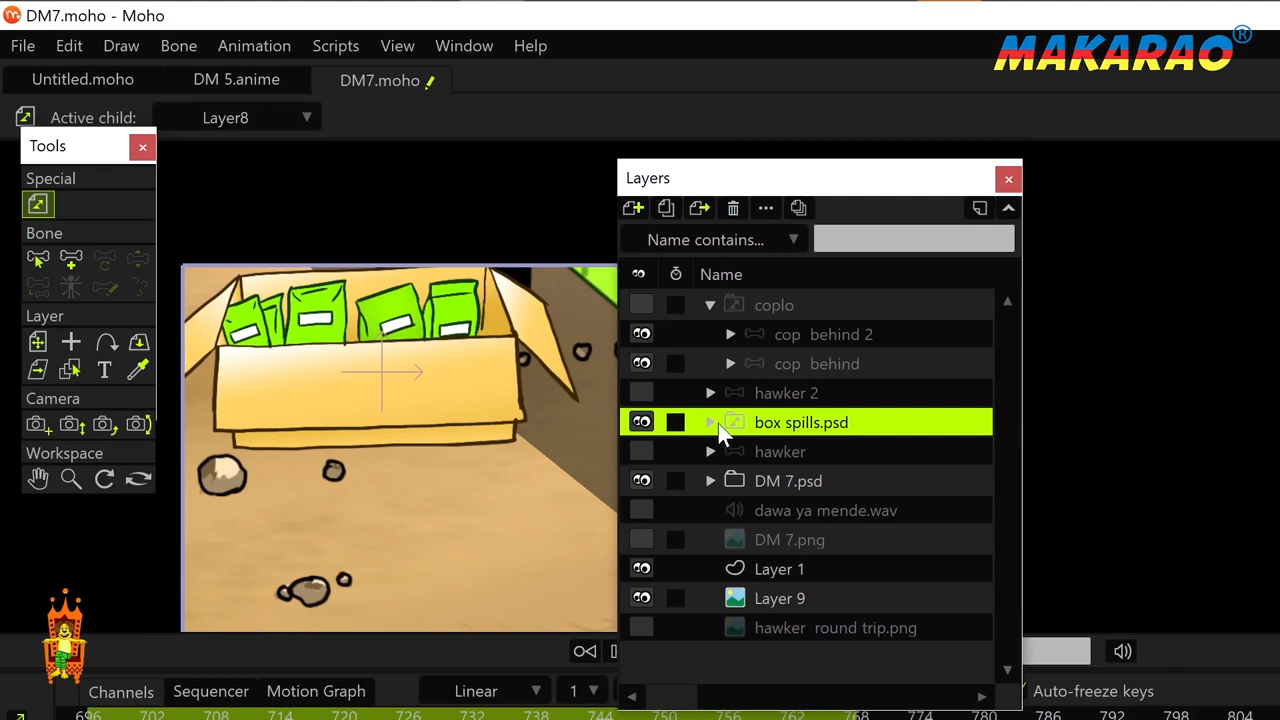 DM7.moho - Moho
File Edit Draw Bone Animation Scripts View Window Help
MAKARAO®
Untitled.moho DM 5.anime DM7.moho
Active child: Layer8
Tools
Special
Bone
Layer
T
Camera
Workspace
Layers
Name contains...
Name
coplo
cop behind 2
cop behind
hawker 2
box spills.psd
hawker
DM 7.psd
dawa ya mende.wav
DM 7.png
Layer 1
Layer 9
hawker round trip.png
Channels Sequencer Motion Graph Linear 1 Auto-freeze keys
696 702 708 714 720 726 732 738 744 750 756 762 768 774 780 786 792 798 804